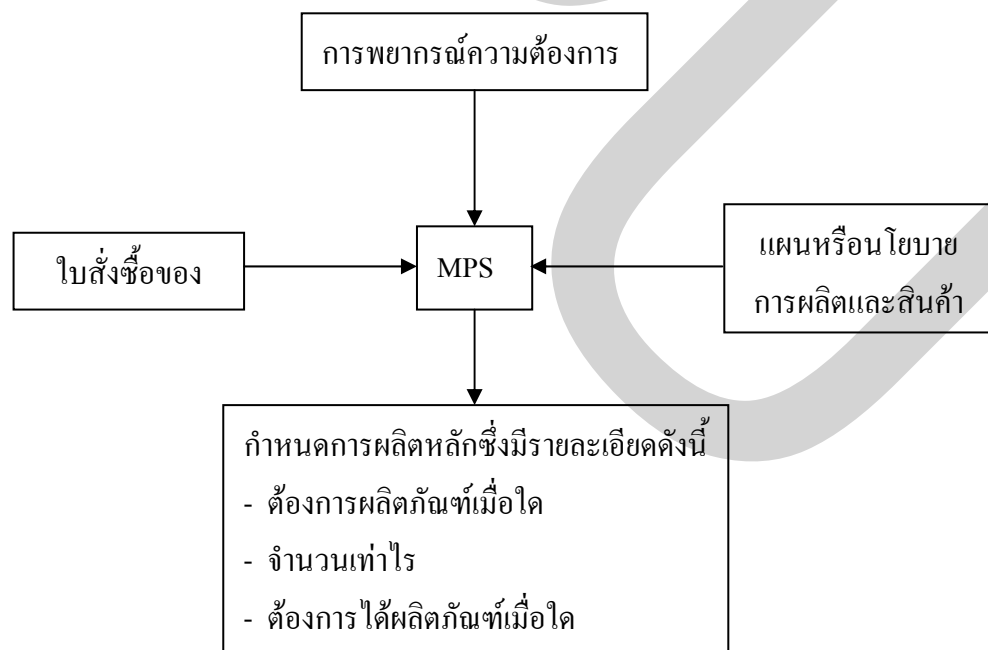 การพยากรณ์ความต้องการ
ใบสั่งซื้อของ
MPS
แผนหรือนโยบาย
การผลิตและสินค้า
กำหนดการผลิตหลักซึ่งมีรายละเอียดดังนี้
- ต้องการผลิตภัณฑ์เมื่อใด
- จำนวนเท่าไร
- ต้องการได้ผลิตภัณฑ์เมื่อใด